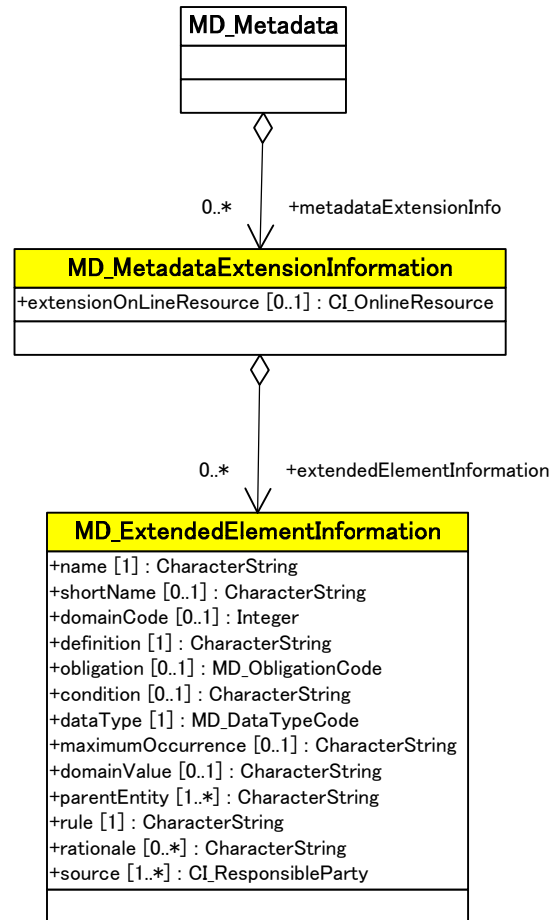 MD_Metadata
0..* +metadataExtensionInfo
MD_MetadataExtensionInformation
+extensionOnLineResource [0..1] : CI_OnlineResource
0..* +extendedElementInformation
MD_ExtendedElementInformation
+name [1] : CharacterString
+shortName [0..1] : CharacterString
+domainCode [0..1] : Integer
+definition [1] : CharacterString
+obligation [0..1] : MD_ObligationCode
+condition [0..1] : CharacterString
+dataType [1] : MD_DataTypeCode
+maximumOccurrence [0..1] : CharacterString
+domainValue [0..1] : CharacterString
+parentEntity [1..*] : CharacterString
+rule [1] : CharacterString
+rationale [0..*] : CharacterString
+source [1..*] : CI_ResponsibleParty